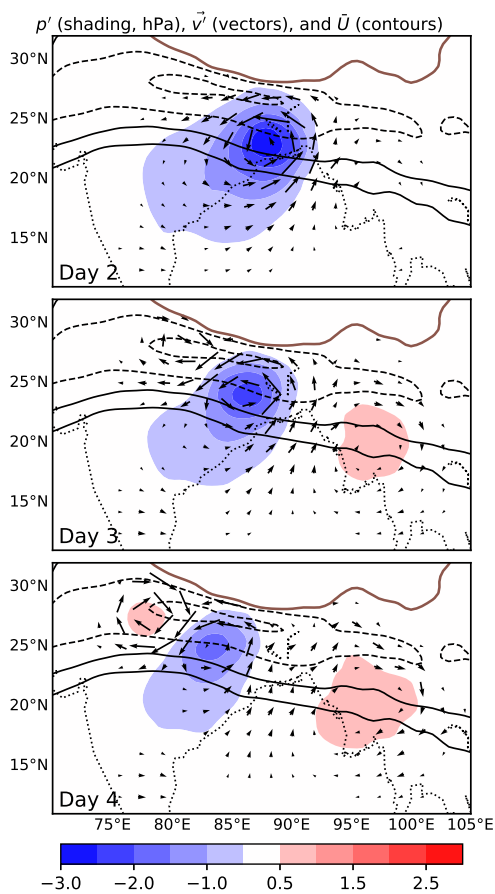 p′ (shading, hPa), v⃗′ (vectors), and Ū (contours)
30°N
25°N
20°N
15°N
Day 2
30°N
25°N
20°N
15°N
Day 3
30°N
25°N
20°N
15°N
Day 4
75°E 80°E 85°E 90°E 95°E 100°E 105°E
−3.0 −2.0 −1.0 0.5 1.5 2.5